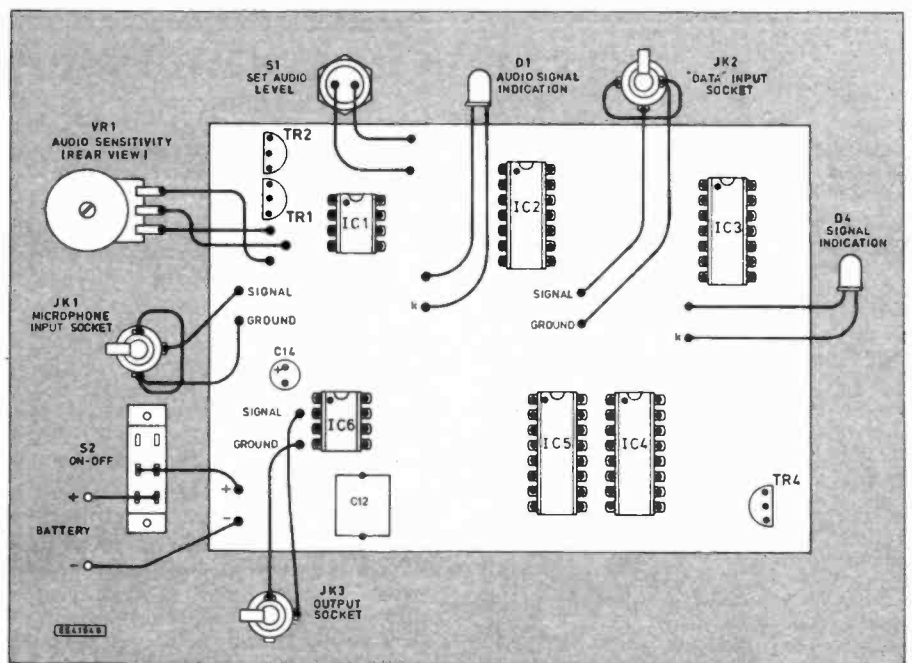 S1
SET AUDIO
LEVEL
D1
AUDIO SIGNAL
INDICATION
JK2
"DATA" INPUT
SOCKET
VR1
AUDIO SENSITIVITY
[REAR VIEW]
TR2
TR1
IC1
IC2
IC3
D4
SIGNAL
INDICATION
SIGNAL
GROUND
k
SIGNAL
GROUND
k
JK1
MICROPHONE
INPUT SOCKET
C14
+
SIGNAL
GROUND
IC6
IC5
IC4
S2
ON-OFF
+
BATTERY
-
+
-
C12
TR4
JK3
OUTPUT
SOCKET